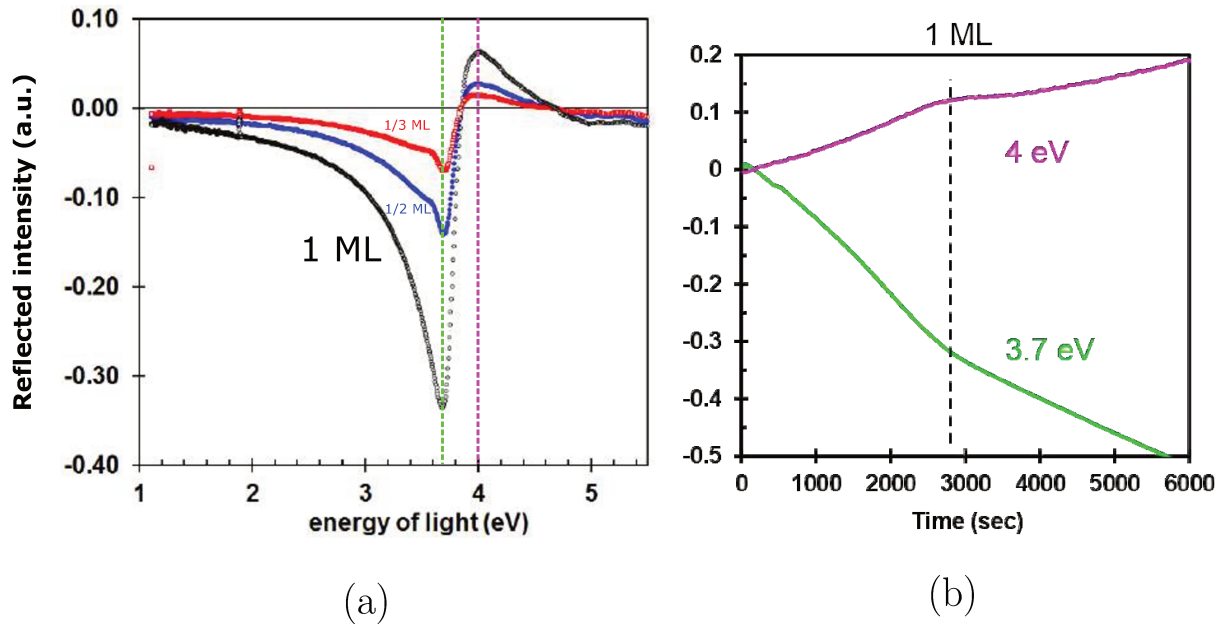 Reflected intensity (a.u.)
0.10
0.00
-0.10
-0.20
-0.30
-0.40
1/3 ML
1/2 ML
1 ML
1 2 3 4 5
energy of light (eV)
(a)
1 ML
0.2
0.1
0
-0.1
-0.2
-0.3
-0.4
-0.5
4 eV
3.7 eV
0 1000 2000 3000 4000 5000 6000
Time (sec)
(b)